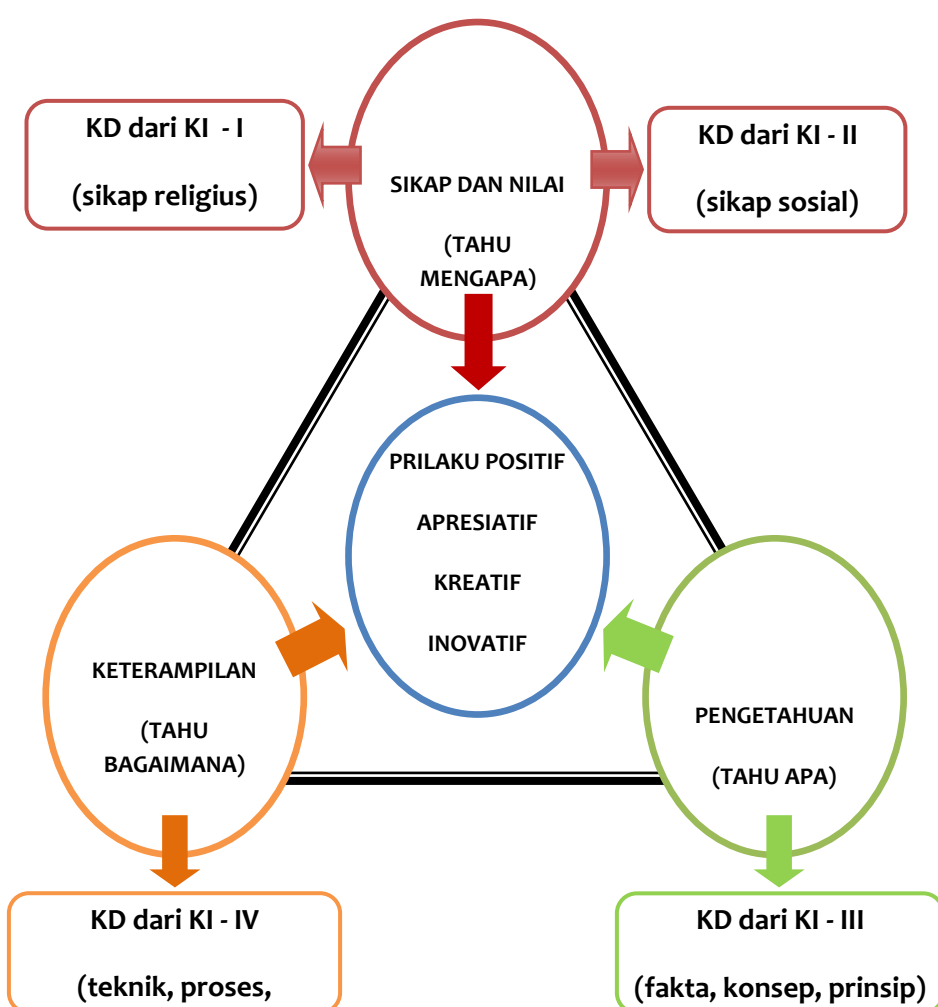 KD dari KI - I
(sikap religius)
SIKAP DAN NILAI
(TAHU
MENGAPA)
KD dari KI - II
(sikap sosial)
PRILAKU POSITIF
APRESIATIF
KREATIF
INOVATIF
KETERAMPILAN
(TAHU
BAGAIMANA)
PENGETAHUAN
(TAHU APA)
KD dari KI - IV
(teknik, proses,
KD dari KI - III
(fakta, konsep, prinsip)